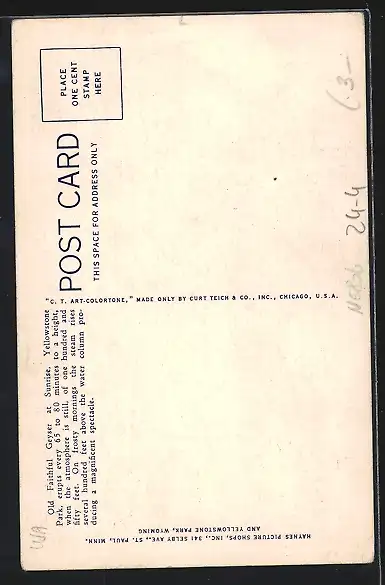 Old Faithful Geyser at Sunrise, Yellowstone
Park, erupts every 65 to 80 minutes to a height,
when the atmosphere is still, of one hundred and
fifty feet. On frosty mornings the steam rises
several hundred feet above the water column pro-
ducing a magnificent spectacle.
"C. T. ART-COLORTONE," MADE ONLY BY CURT TEICH & CO., INC., CHICAGO, U.S.A.
POST CARD
THIS SPACE FOR ADDRESS ONLY
PLACE
ONE CENT
STAMP
HERE
HAYNES PICTURE SHOPS, INC., 341 SELBY AVE., ST. PAUL, MINN.
AND YELLOWSTONE PARK, WYOMING
24-4